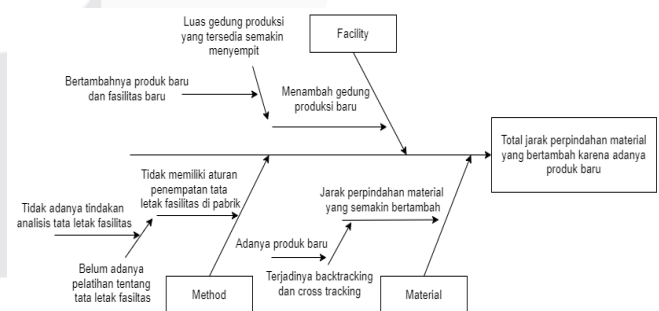 Luas gedung produksi
yang tersedia semakin
menyempit
Facility
Bertambahnya produk baru
dan fasilitas baru
Menambah gedung
produksi baru
Total jarak perpindahan material
yang bertambah karena adanya
produk baru
Tidak memiliki aturan
penempatan tata
letak fasilitas di pabrik
Tidak adanya tindakan
analisis tata letak fasilitas
Jarak perpindahan material
yang semakin bertambah
Adanya produk baru
Belum adanya
pelatihan tentang
tata letak fasiltas
Method
Terjadinya backtracking
dan cross tracking
Material